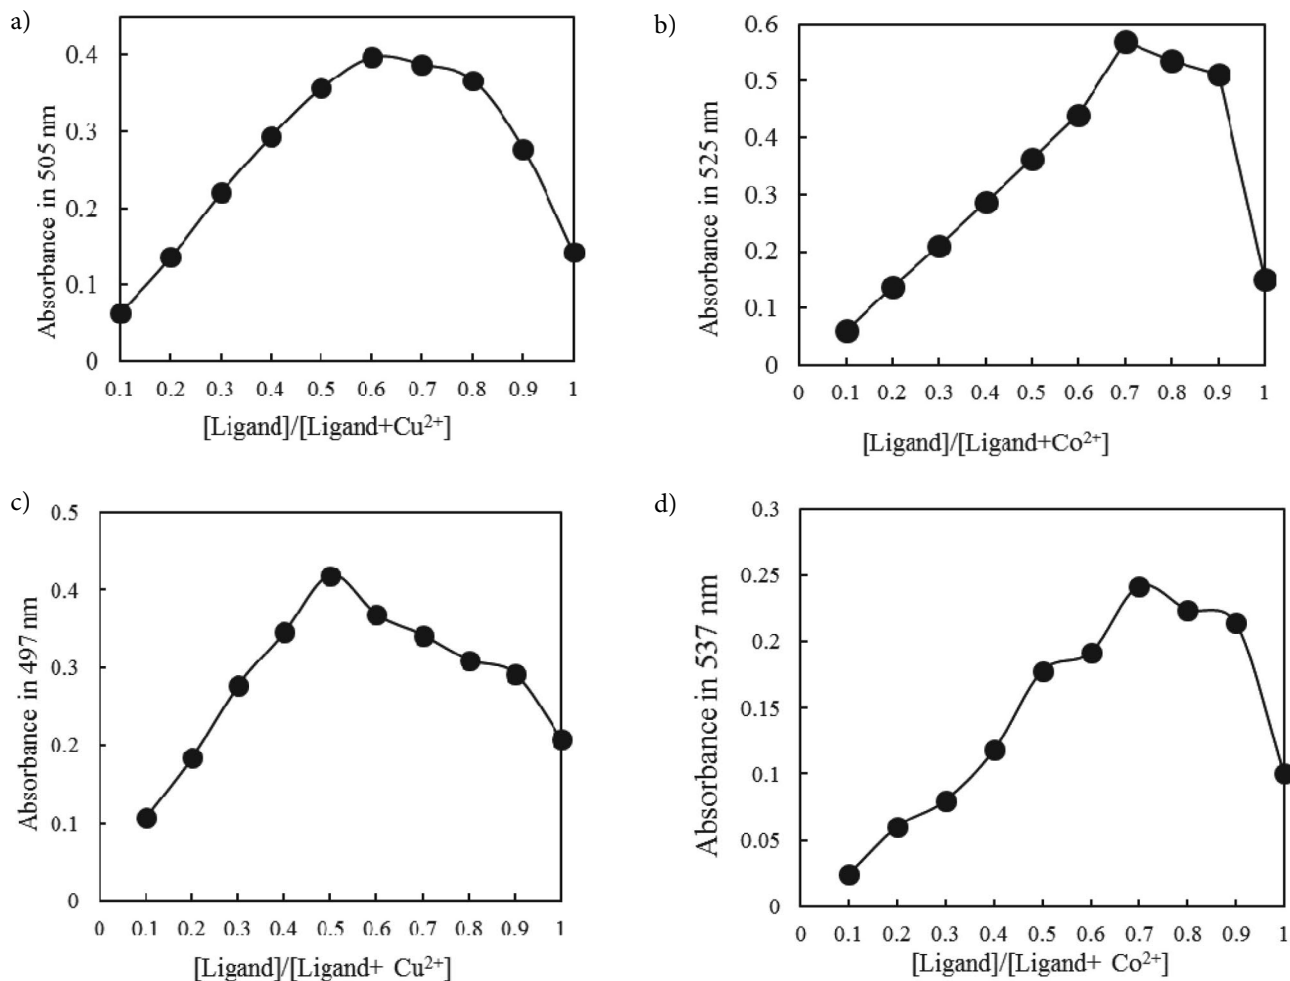 a)
Absorbance in 505 nm
0.4
0.3
0.2
0.1
0
0.1 0.2 0.3 0.4 0.5 0.6 0.7 0.8 0.9 1
[Ligand]/[Ligand+Cu²⁺]
b)
Absorbance in 525 nm
0.6
0.5
0.4
0.3
0.2
0.1
0
0 0.1 0.2 0.3 0.4 0.5 0.6 0.7 0.8 0.9 1
[Ligand]/[Ligand+Co²⁺]
c)
Absorbance in 497 nm
0.5
0.4
0.3
0.2
0.1
0
0 0.1 0.2 0.3 0.4 0.5 0.6 0.7 0.8 0.9 1
[Ligand]/[Ligand+ Cu²⁺]
d)
Absorbance in 537 nm
0.3
0.25
0.2
0.15
0.1
0.05
0
0 0.1 0.2 0.3 0.4 0.5 0.6 0.7 0.8 0.9 1
[Ligand]/[Ligand+ Co²⁺]